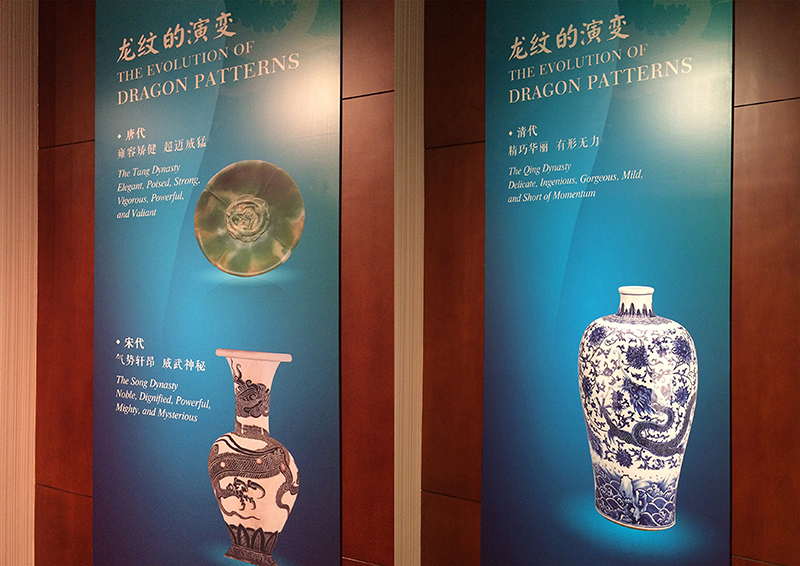 龙纹的演变
THE EVOLUTION OF
DRAGON PATTERNS
◆ 唐代
雍容矫健 超迈威猛
The Tang Dynasty
Elegant, Poised, Strong,
Vigorous, Powerful,
and Valiant
◆ 宋代
气势轩昂 威武神秘
The Song Dynasty
Noble, Dignified, Powerful,
Mighty, and Mysterious
龙纹的演变
THE EVOLUTION OF
DRAGON PATTERNS
◆ 清代
精巧华丽 有形无力
The Qing Dynasty
Delicate, Ingenious, Gorgeous, Mild,
and Short of Momentum